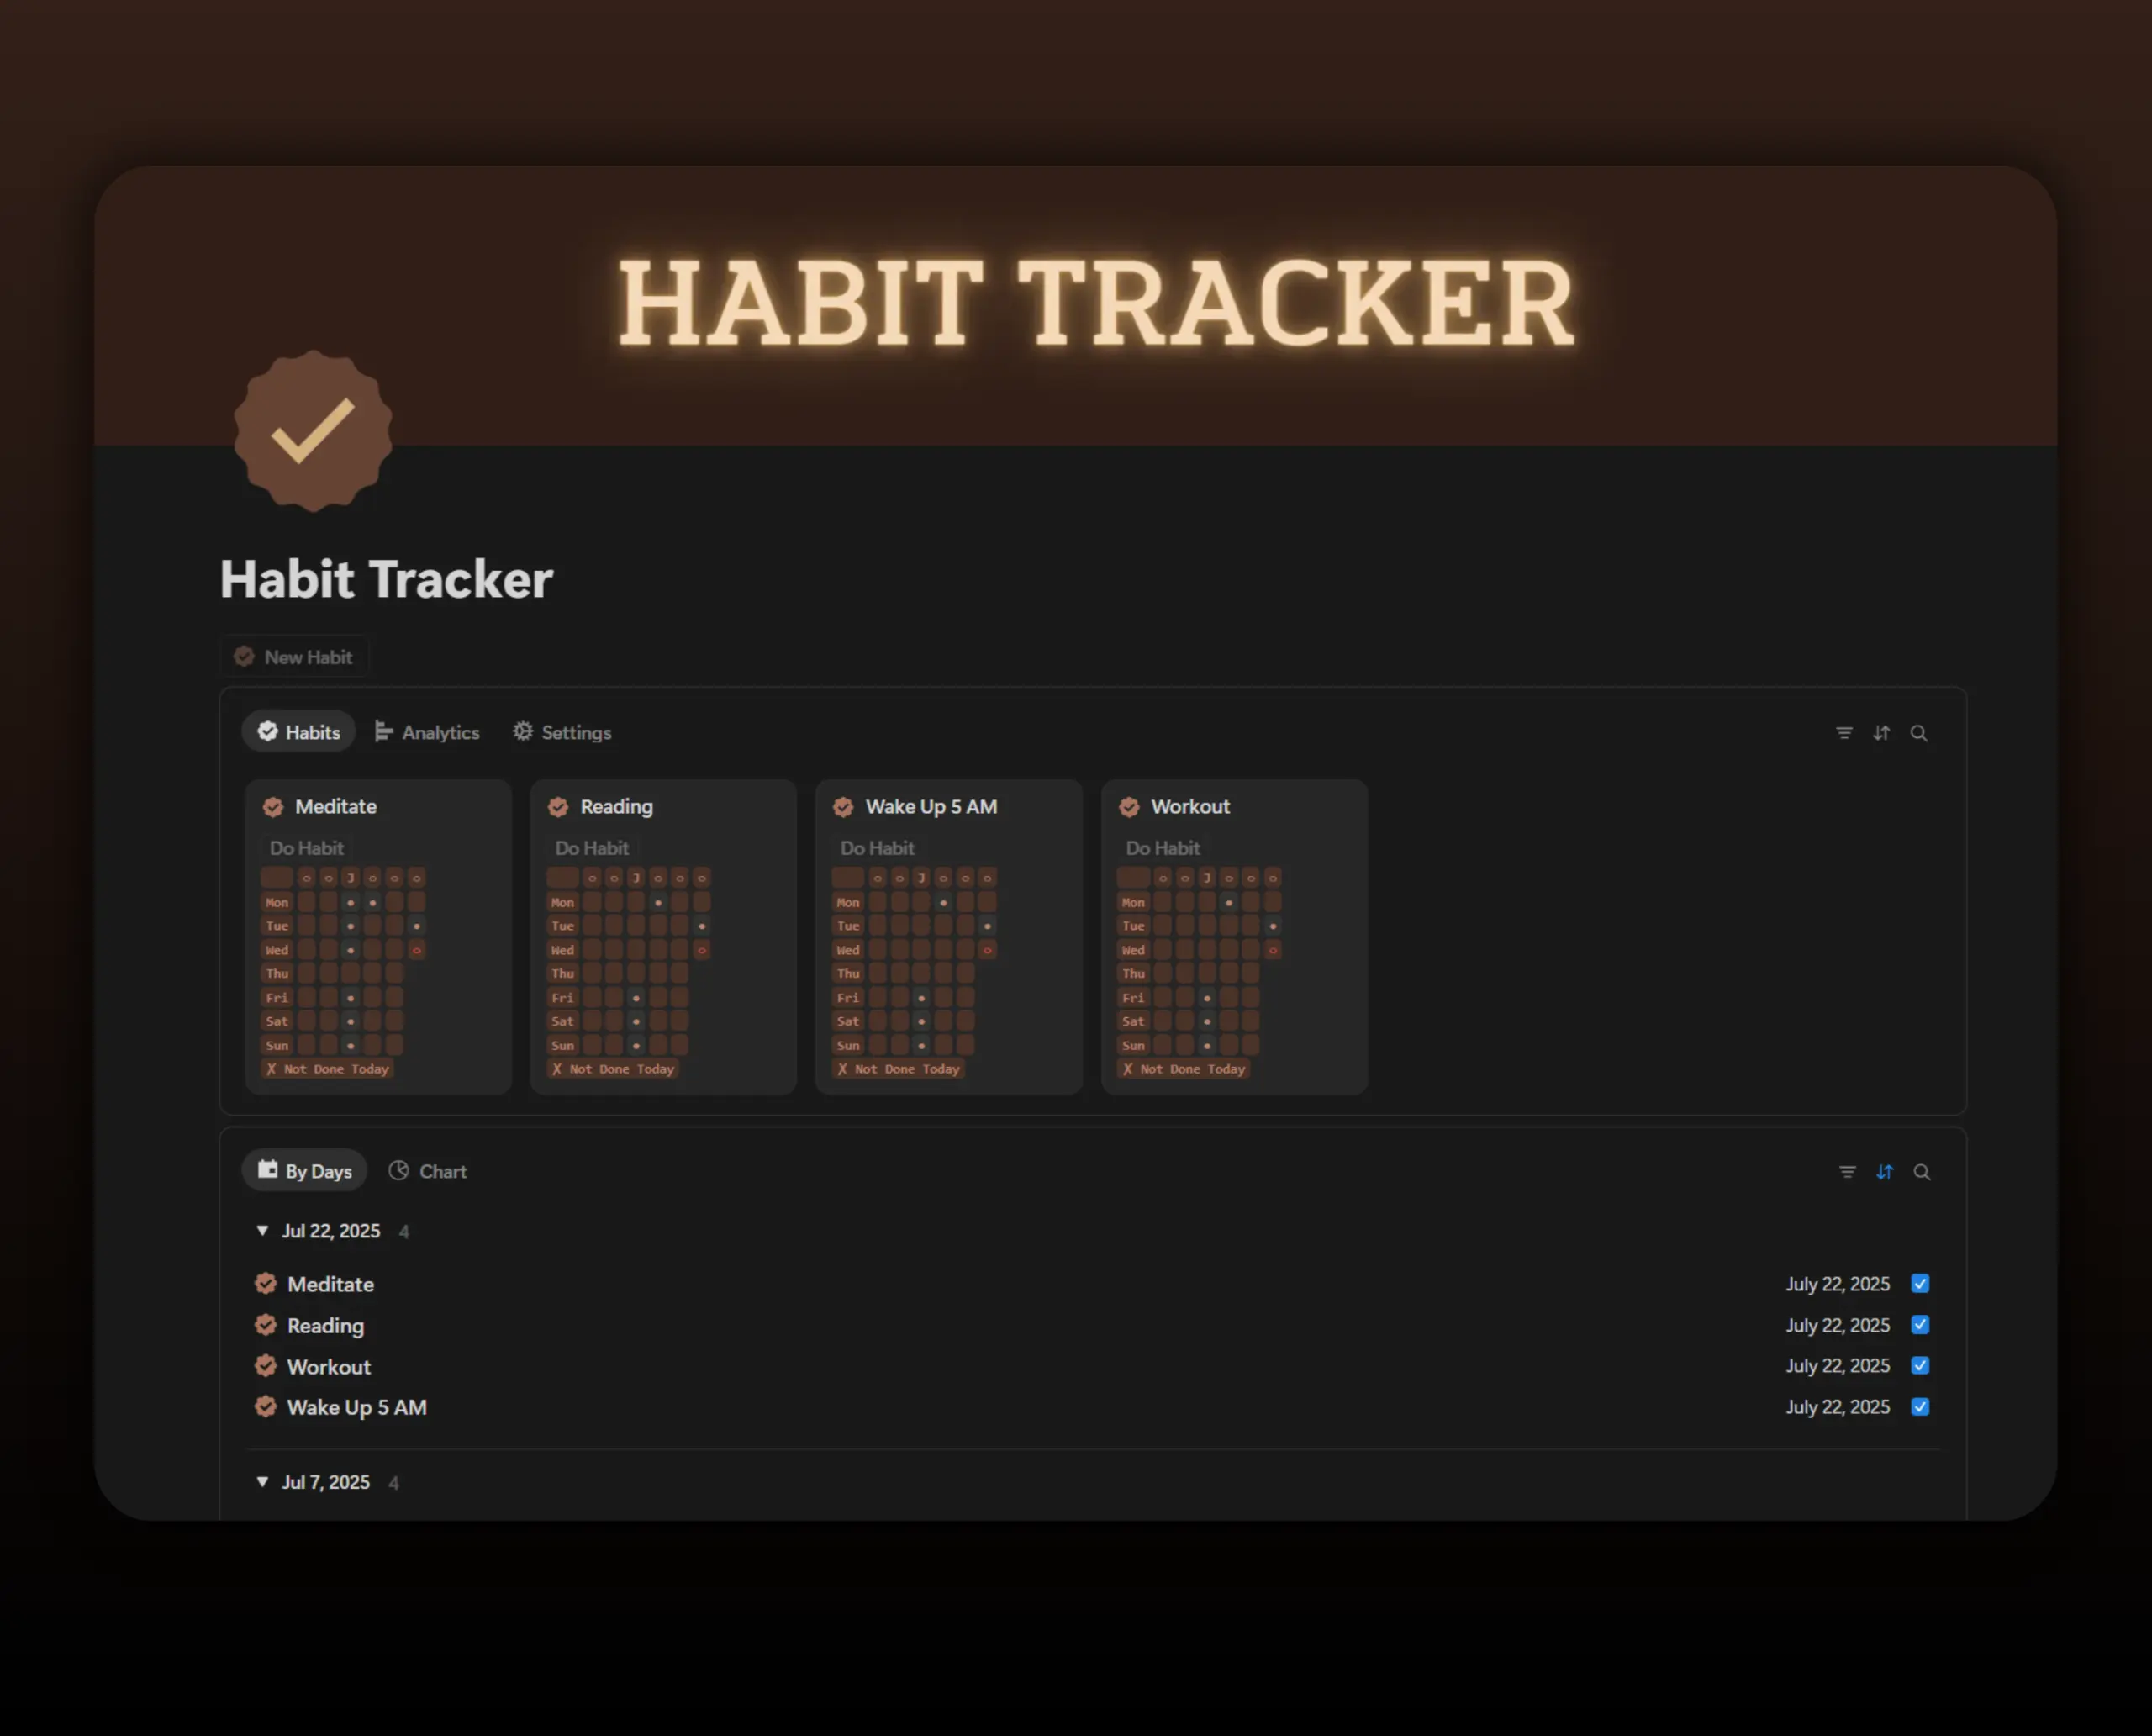 HABIT TRACKER
Habit Tracker
New Habit
Habits Analytics Settings
Meditate Reading Wake Up 5 AM Workout
Do Habit Do Habit Do Habit Do Habit
J J J J
Mon Mon Mon Mon
Tue Tue Tue Tue
Wed Wed Wed Wed
Thu Thu Thu Thu
Fri Fri Fri Fri
Sat Sat Sat Sat
Sun Sun Sun Sun
X Not Done Today X Not Done Today X Not Done Today X Not Done Today
By Days Chart
Jul 22, 2025 4
Meditate July 22, 2025
Reading July 22, 2025
Workout July 22, 2025
Wake Up 5 AM July 22, 2025
Jul 7, 2025 4